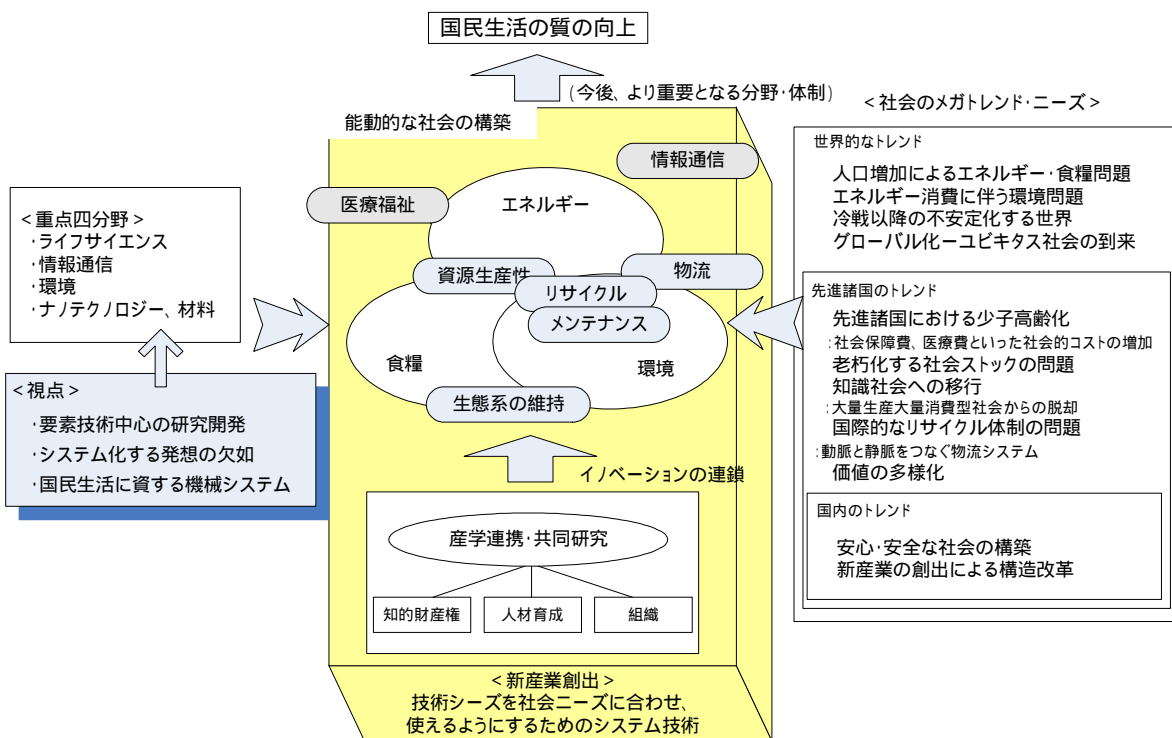 国民生活の質の向上
(今後、より重要となる分野・体制)
能動的な社会の構築
<社会のメガトレンド・ニーズ>
情報通信
医療福祉
エネルギー
資源生産性
物流
リサイクル
メンテナンス
食糧
環境
生態系の維持
イノベーションの連鎖
産学連携・共同研究
知的財産権
人材育成
組織
<新産業創出>
技術シーズを社会ニーズに合わせ、
使えるようにするためのシステム技術
<重点四分野>
・ライフサイエンス
・情報通信
・環境
・ナノテクノロジー、材料
<視点>
・要素技術中心の研究開発
・システム化する発想の欠如
・国民生活に資する機械システム
世界的なトレンド
人口増加によるエネルギー・食糧問題
エネルギー消費に伴う環境問題
冷戦以降の不安定化する世界
グローバル化ーユビキタス社会の到来
先進諸国のトレンド
先進諸国における少子高齢化
:社会保障費、医療費といった社会的コストの増加
老朽化する社会ストックの問題
知識社会への移行
:大量生産大量消費型社会からの脱却
国際的なリサイクル体制の問題
:動脈と静脈をつなぐ物流システム
価値の多様化
国内のトレンド
安心・安全な社会の構築
新産業の創出による構造改革